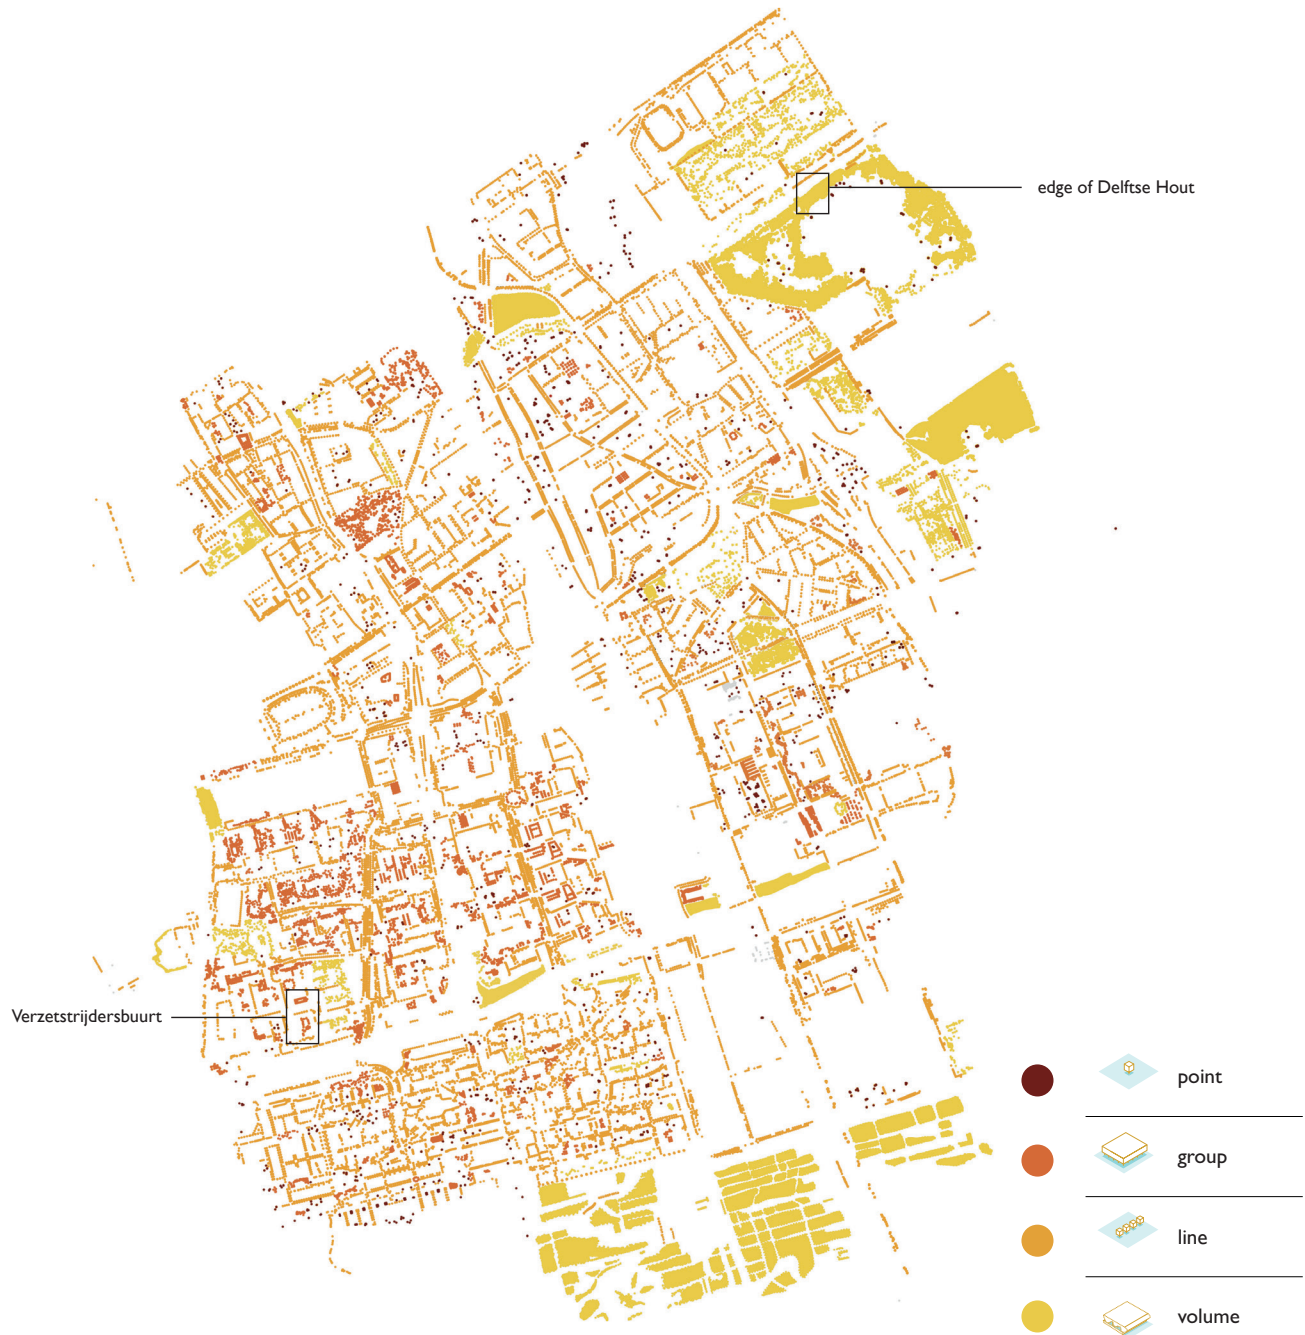 edge of Delftse Hout
Verzetstrijdersbuurt
point
group
line
volume